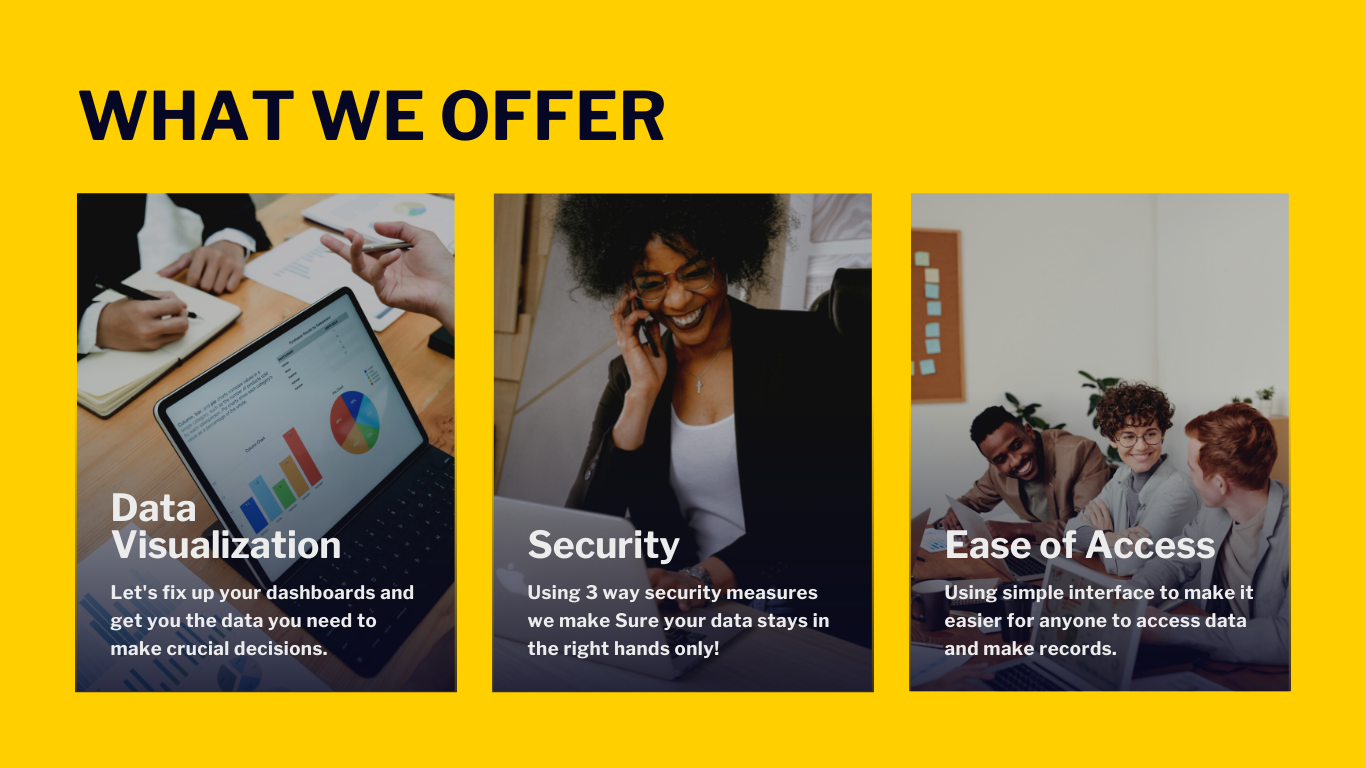 WHAT WE OFFER
Data
Visualization
Let's fix up your dashboards and
get you the data you need to
make crucial decisions.
Security
Using 3 way security measures
we make Sure your data stays in
the right hands only!
Ease of Access
Using simple interface to make it
easier for anyone to access data
and make records.